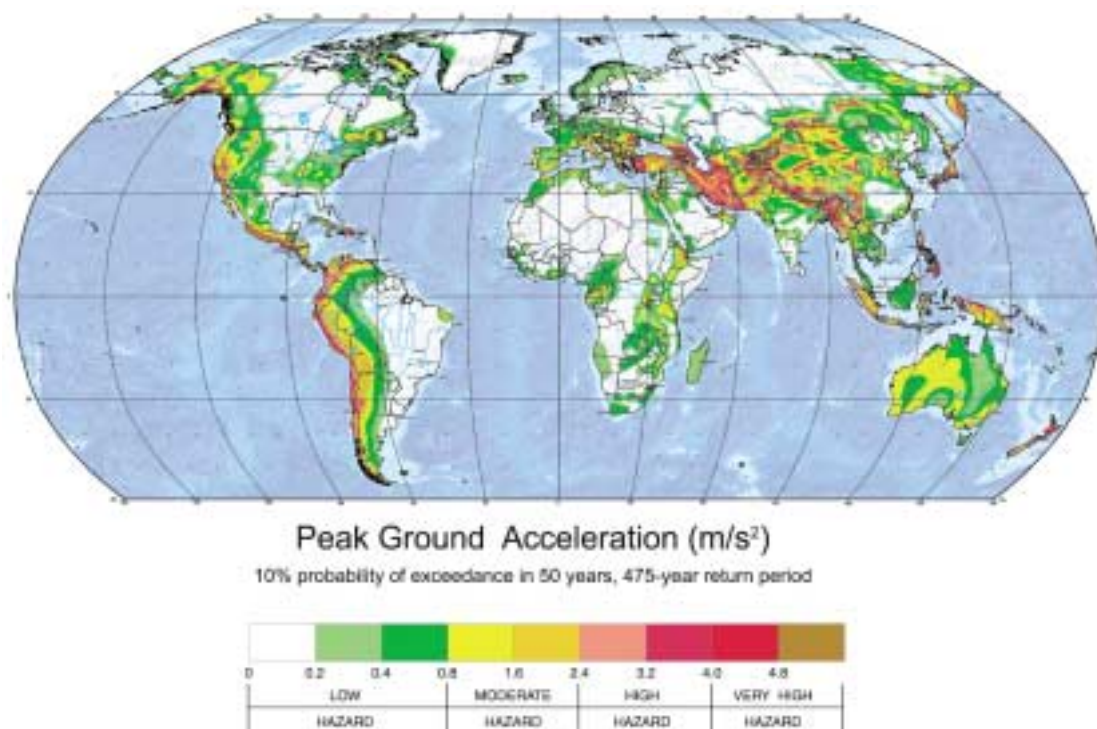 Peak Ground Acceleration (m/s²)
10% probability of exceedance in 50 years, 475-year return period
0 0.2 0.4 0.8 1.6 2.4 3.2 4.0 4.8
LOW MODERATE HIGH VERY HIGH
HAZARD HAZARD HAZARD HAZARD